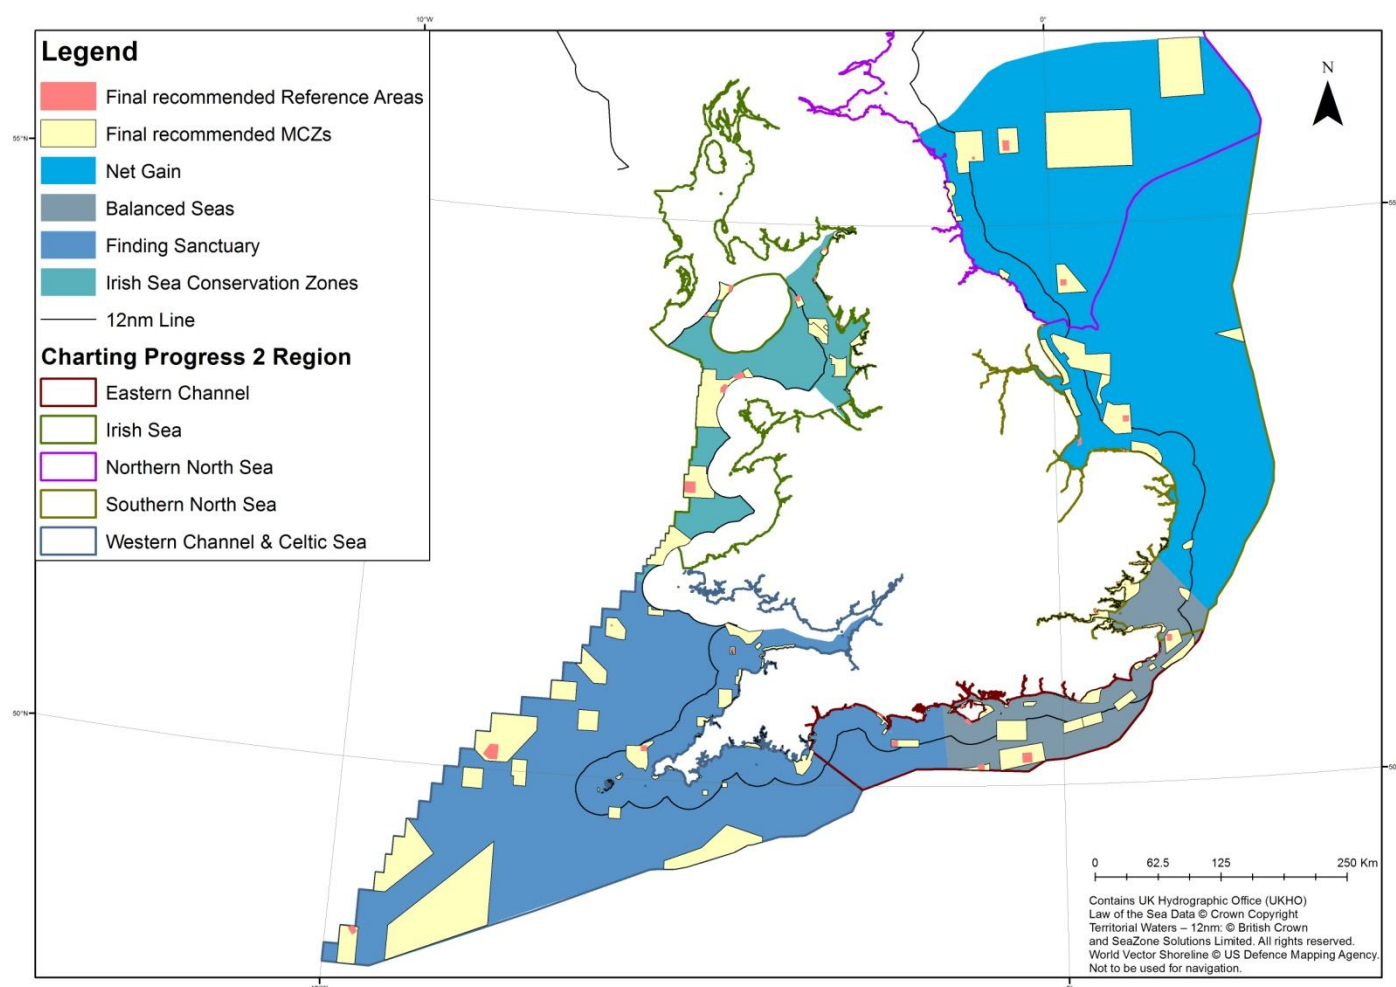 10°W
0°
Legend
Final recommended Reference Areas
Final recommended MCZs
Net Gain
Balanced Seas
Finding Sanctuary
Irish Sea Conservation Zones
12nm Line
Charting Progress 2 Region
Eastern Channel
Irish Sea
Northern North Sea
Southern North Sea
Western Channel & Celtic Sea
N
55°N
50°N
0 62.5 125 250 Km
Contains UK Hydrographic Office (UKHO)
Law of the Sea Data © Crown Copyright
Territorial Waters – 12nm: © British Crown
and SeaZone Solutions Limited. All rights reserved.
World Vector Shoreline © US Defence Mapping Agency.
Not to be used for navigation.